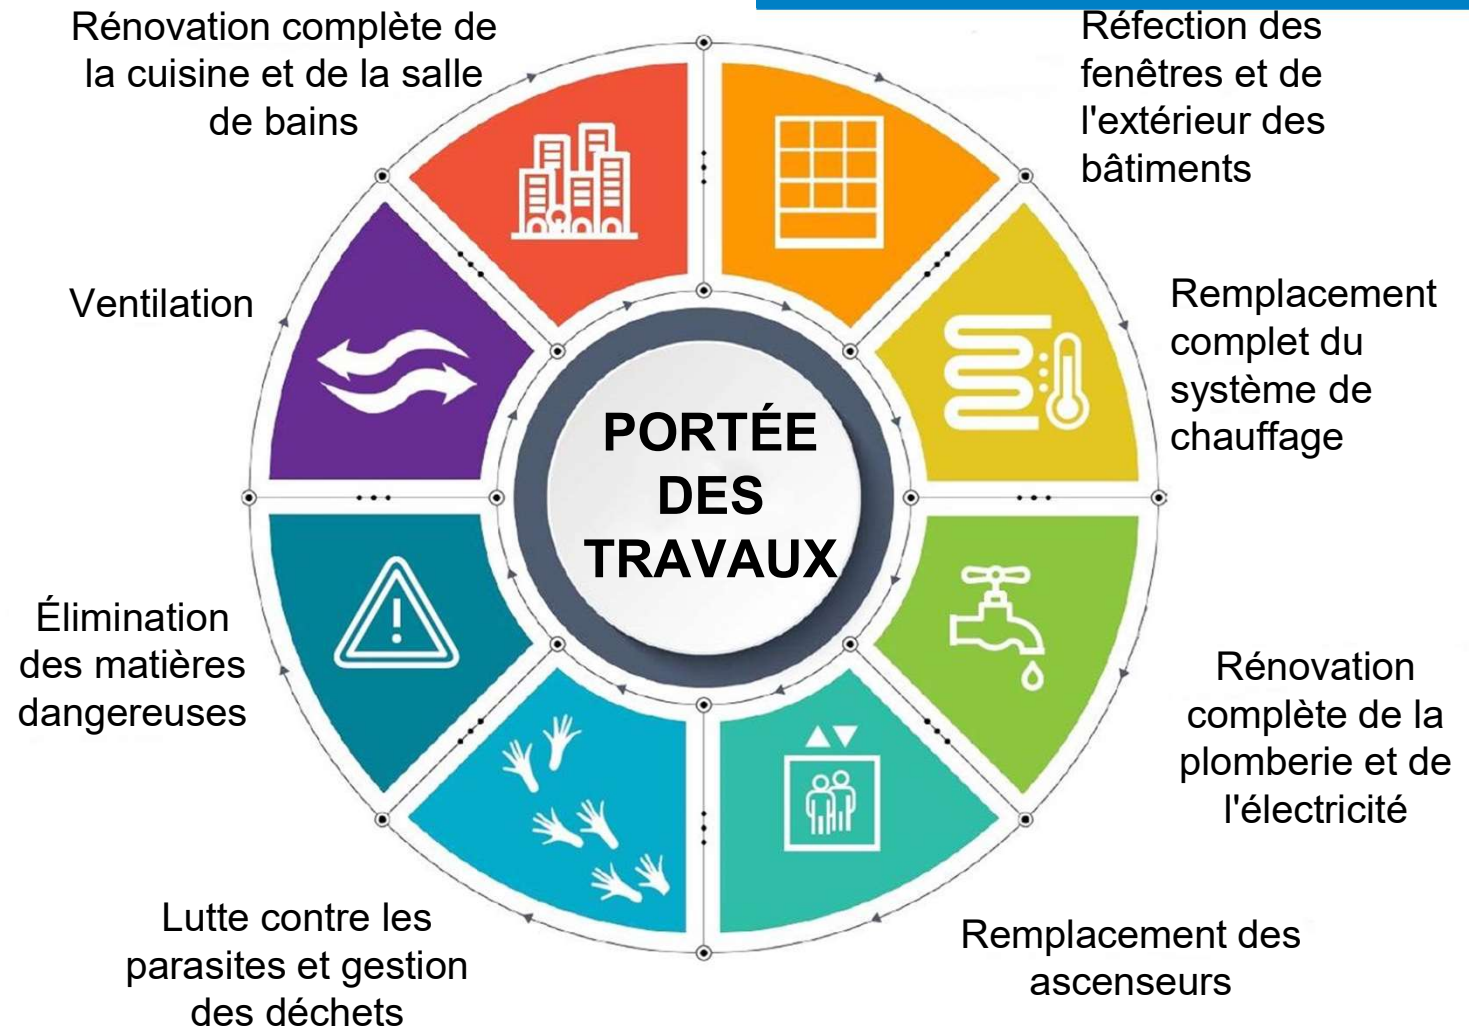 Rénovation complète de
la cuisine et de la salle
de bains
Réfection des
fenêtres et de
l'extérieur des
bâtiments
Ventilation
Remplacement
complet du
système de
chauffage
PORTÉE
DES
TRAVAUX
Élimination
des matières
dangereuses
Rénovation
complète de la
plomberie et de
l'électricité
Lutte contre les
parasites et gestion
des déchets
Remplacement des
ascenseurs